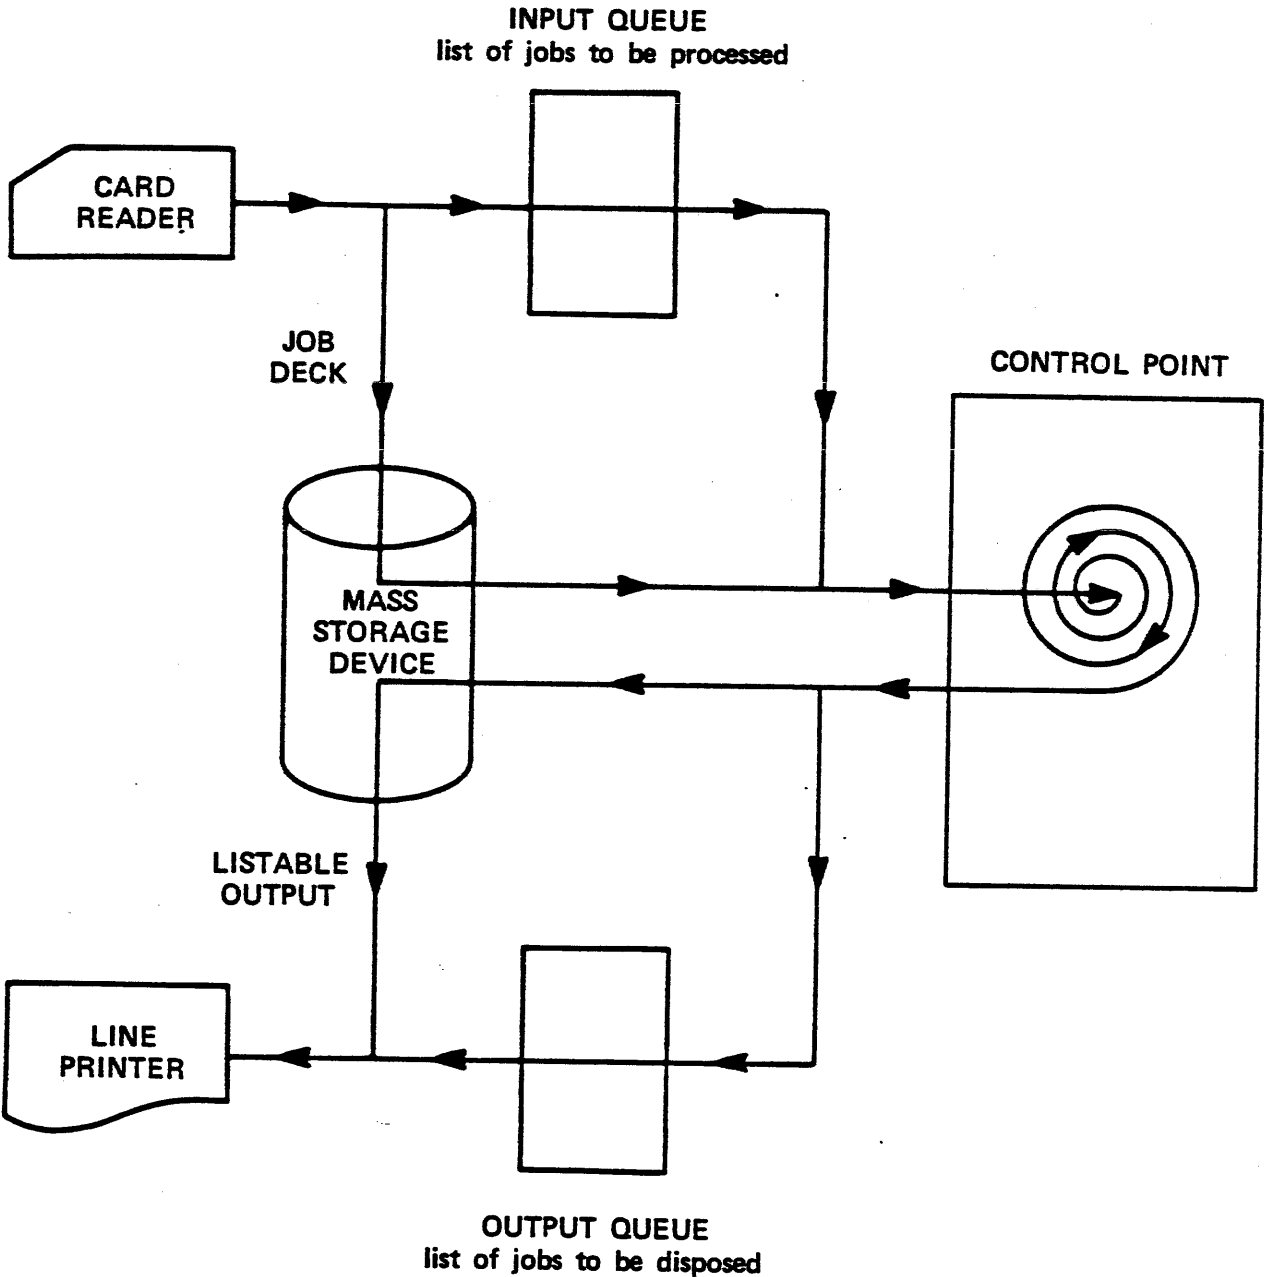 INPUT QUEUE
list of jobs to be processed
CARD
READER
JOB
DECK
CONTROL POINT
MASS
STORAGE
DEVICE
LISTABLE
OUTPUT
LINE
PRINTER
OUTPUT QUEUE
list of jobs to be disposed